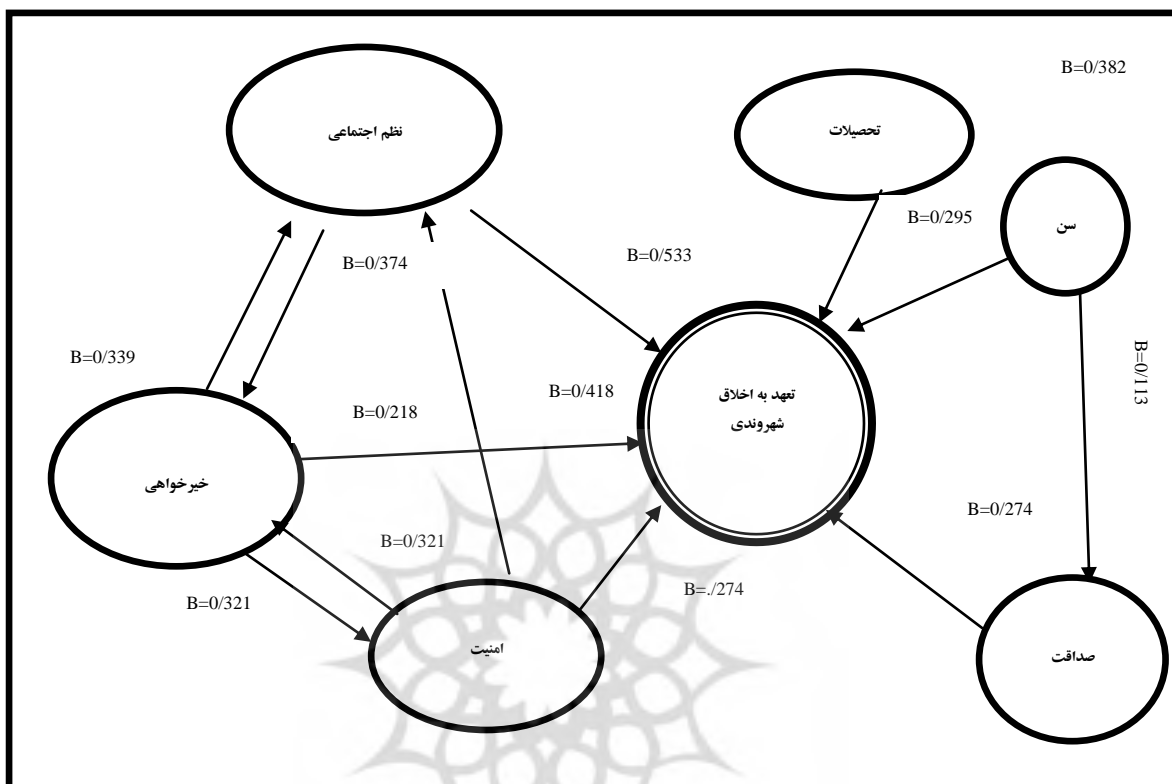 B=0/382
نظم اجتماعی
تحصیلات
سن
B=0/295
B=0/533
B=0/374
B=0/339
B=0/113
تعهد به اخلاق
شهروندی
B=0/418
B=0/218
خیرخواهی
B=0/274
B=0/321
B=./274
B=0/321
امنیت
صداقت